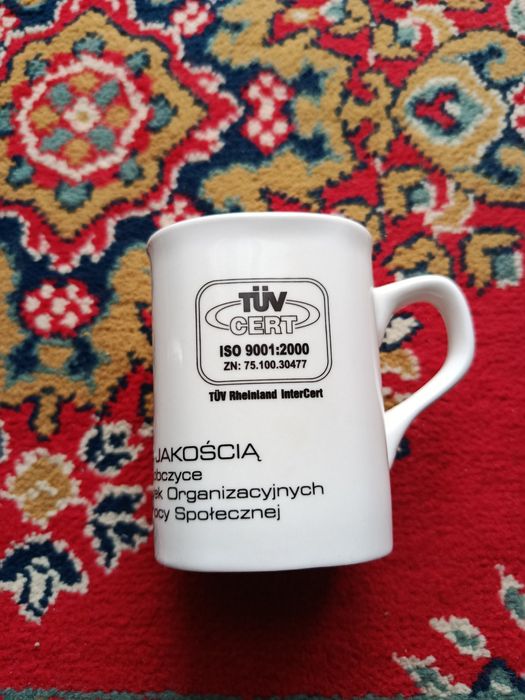 TÜV
CERT
ISO 9001:2000
ZN: 75.100.30477
TÜV Rheinland InterCert
JAKOŚCIĄ
obczyce
ek Organizacyjnych
ocy Społecznej